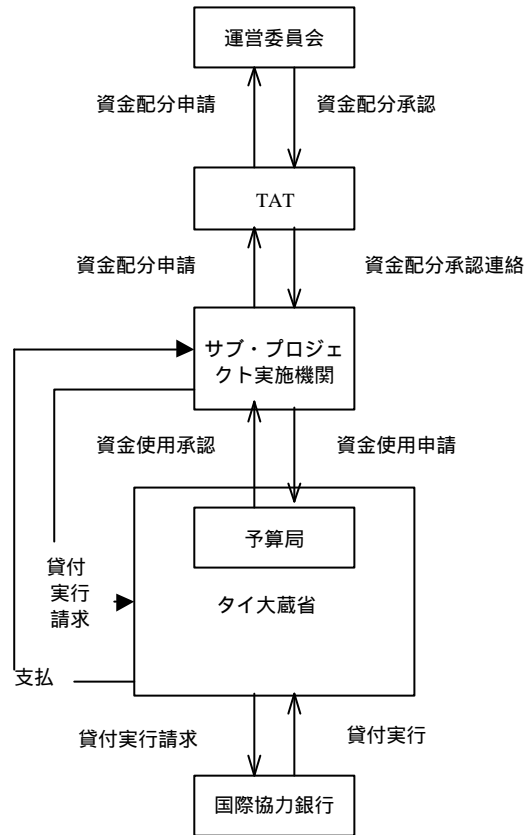 運営委員会
資金配分申請
資金配分承認
TAT
資金配分申請
資金配分承認連絡
サブ・プロジェ
クト実施機関
資金使用承認
資金使用申請
予算局
タイ大蔵省
貸付
実行
請求
支払
貸付実行請求
貸付実行
国際協力銀行